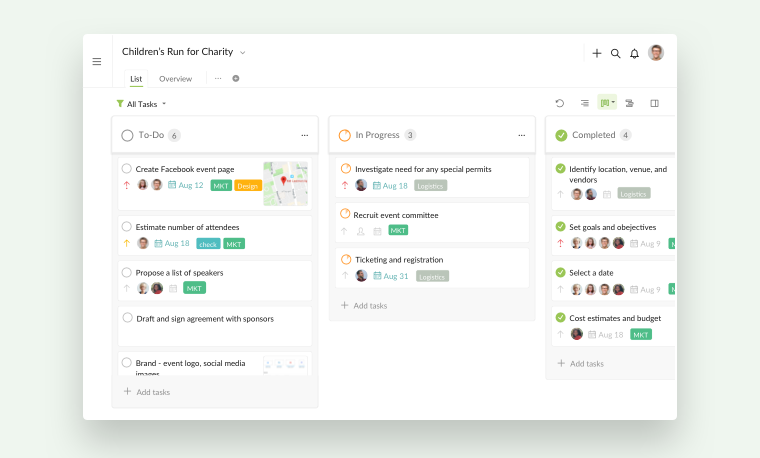 Children's Run for Charity
List Overview
All Tasks
To-Do 6
Create Facebook event page
Aug 12 MKT Design
Estimate number of attendees
Aug 18 check MKT
Propose a list of speakers
MKT
Draft and sign agreement with sponsors
Brand - event logo, social media
images
Add tasks
In Progress 3
Investigate need for any special permits
Aug 18 Logistics
Recruit event committee
MKT
Ticketing and registration
Aug 31 Logistics
Add tasks
Completed 4
Identify location, venue, and
vendors
Logistics
Set goals and obejectives
Aug 9
Select a date
Aug 9
Cost estimates and budget
Aug 18 MKT
Add tasks